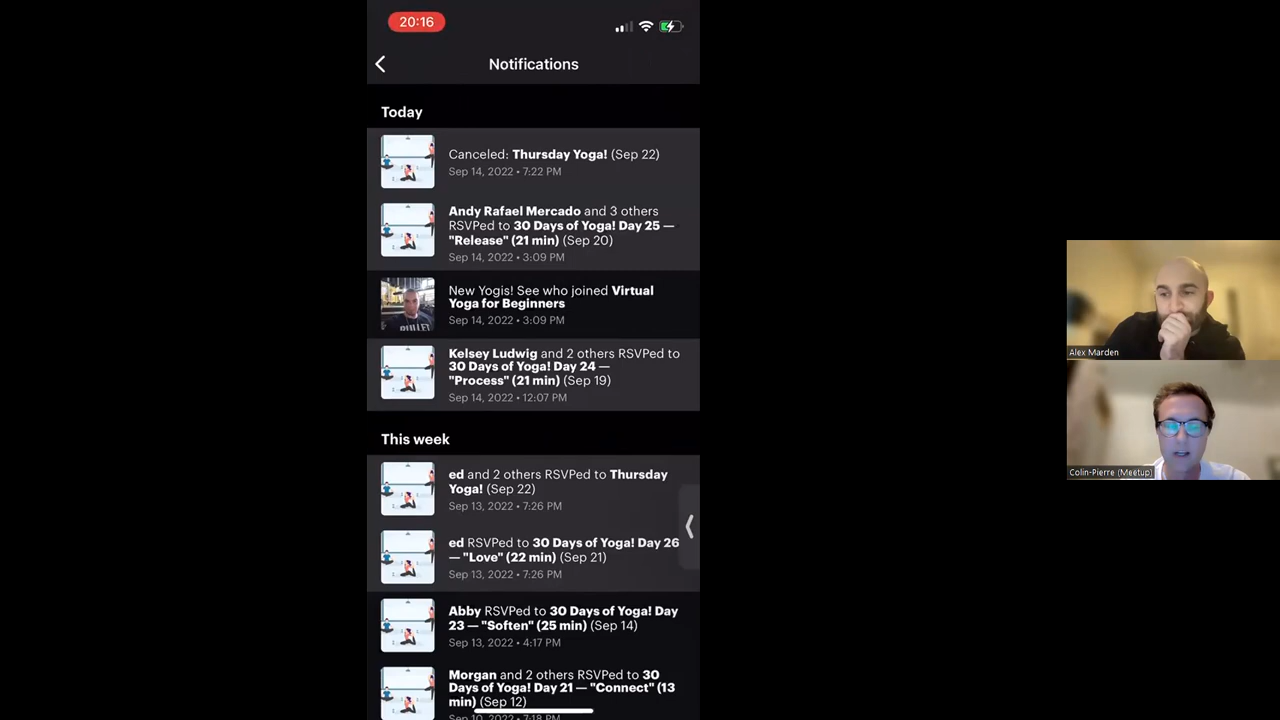 20:16
Notifications
Today
Canceled: Thursday Yoga! (Sep 22)
Sep 14, 2022 • 7:22 PM
Andy Rafael Mercado and 3 others
RSVPed to 30 Days of Yoga! Day 25 —
"Release" (21 min) (Sep 20)
Sep 14, 2022 • 3:09 PM
New Yogis! See who joined Virtual
Yoga for Beginners
Sep 14, 2022 • 3:09 PM
Kelsey Ludwig and 2 others RSVPed to
30 Days of Yoga! Day 24 —
"Process" (21 min) (Sep 19)
Sep 14, 2022 • 12:07 PM
This week
ed and 2 others RSVPed to Thursday
Yoga! (Sep 22)
Sep 13, 2022 • 7:26 PM
ed RSVPed to 30 Days of Yoga! Day 26
— "Love" (22 min) (Sep 21)
Sep 13, 2022 • 7:26 PM
Abby RSVPed to 30 Days of Yoga! Day
23 — "Soften" (25 min) (Sep 14)
Sep 13, 2022 • 4:17 PM
Morgan and 2 others RSVPed to 30
Days of Yoga! Day 21 — "Connect" (13
min) (Sep 12)
Sep 10, 2022 • 7:18 PM
Alex Marden
Colin-Pierre (Meetup)